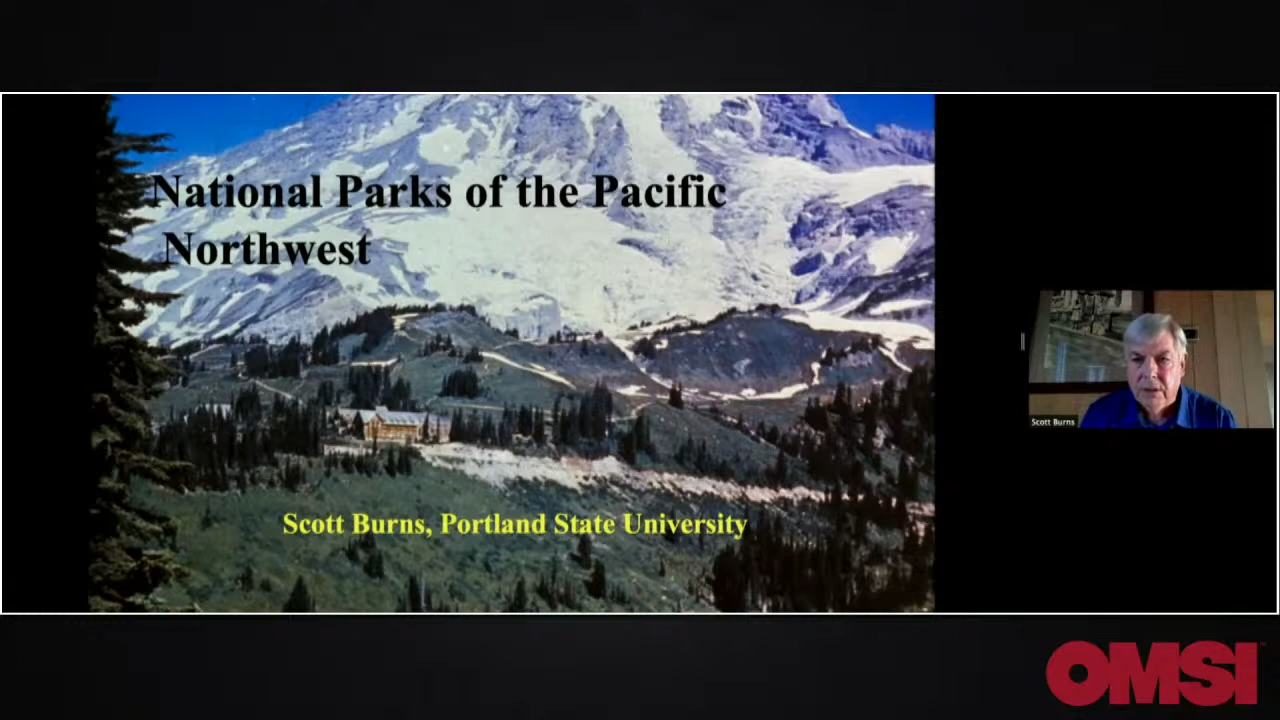 National Parks of the Pacific
Northwest
Scott Burns, Portland State University
Scott Burns
OMSI